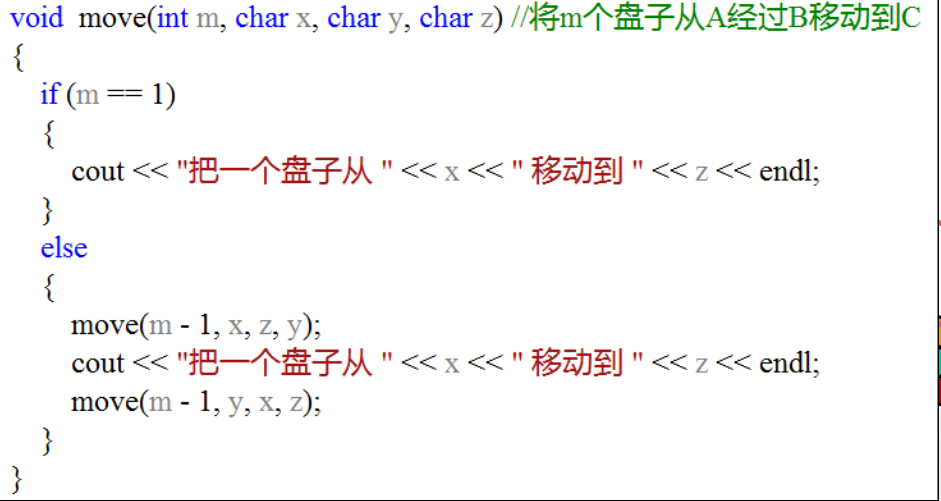 void  move(int m, char x, char y, char z) //将m个盘子从A经过B移动到C
{
if (m == 1)
{
cout << "把一个盘子从 " << x << " 移动到 " << z << endl;
}
else
{
move(m - 1, x, z, y);
cout << "把一个盘子从 " << x << " 移动到 " << z << endl;
move(m - 1, y, x, z);
}
}